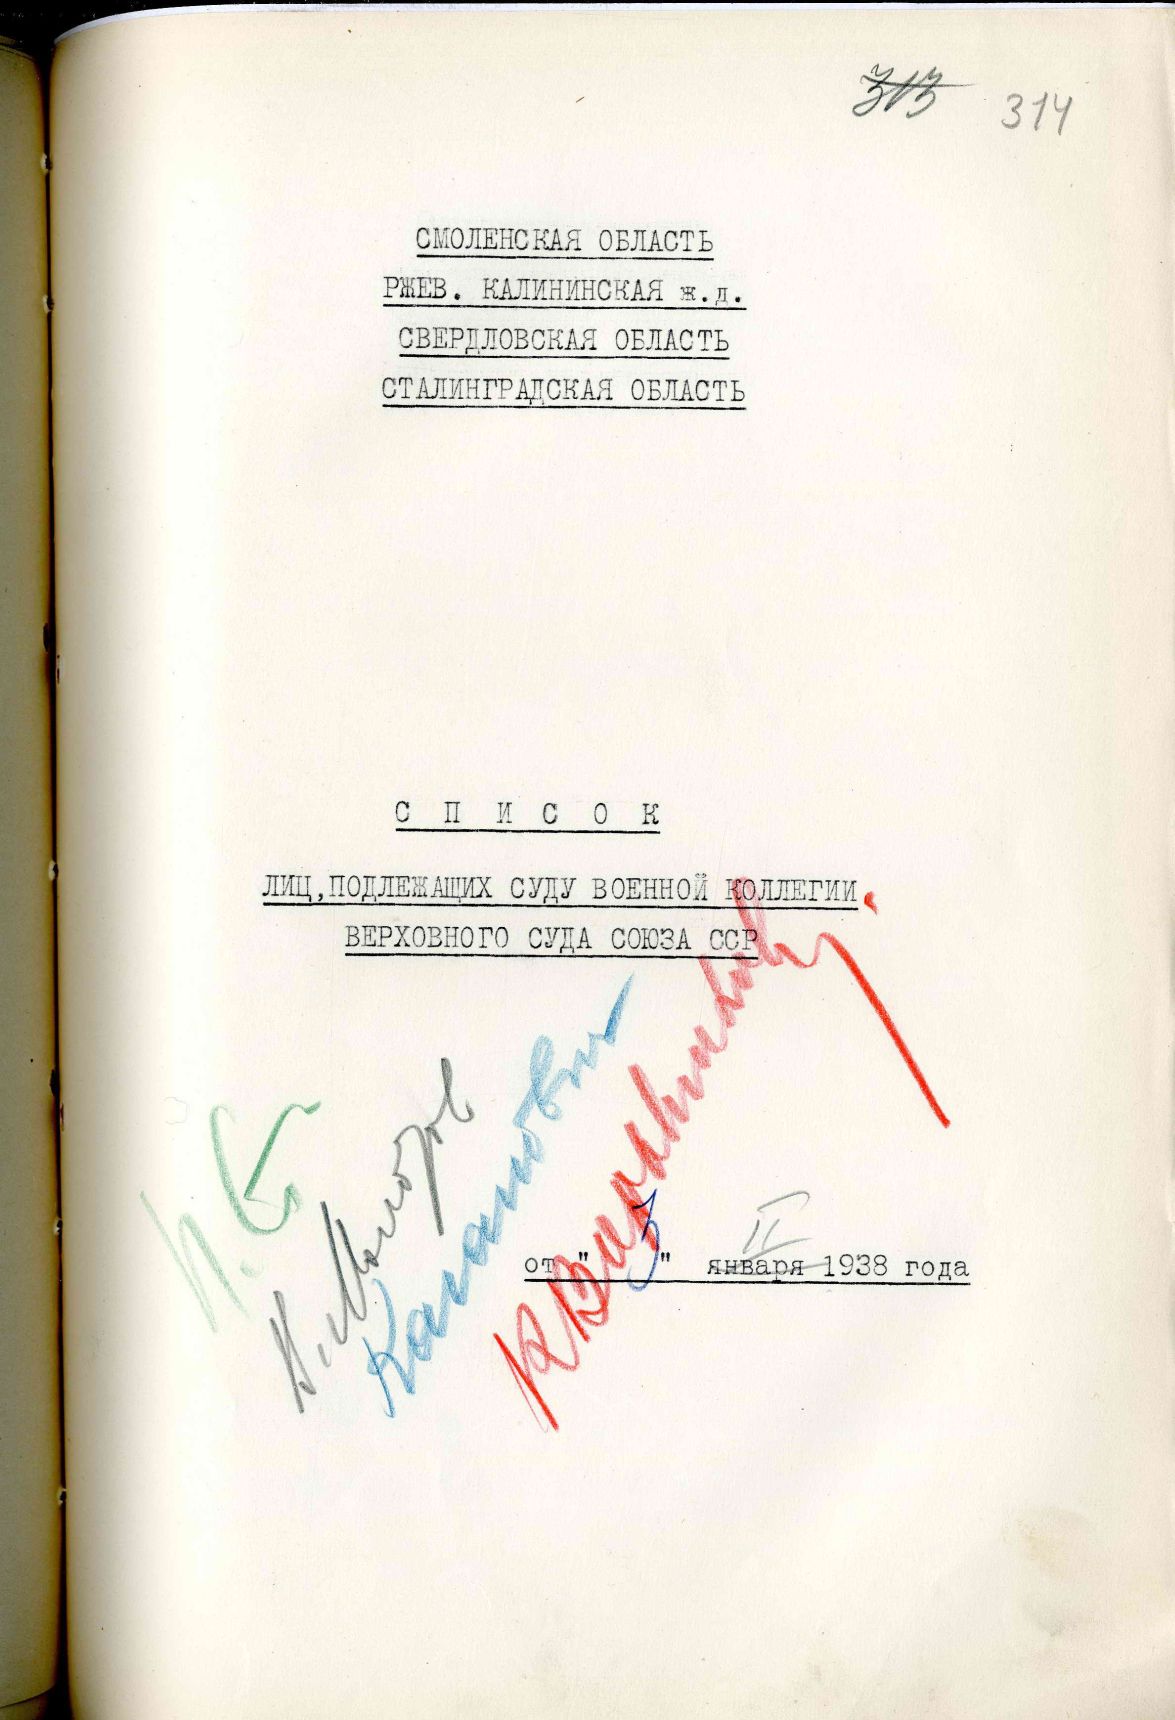 313 314
СМОЛЕНСКАЯ ОБЛАСТЬ
РЖЕВ. КАЛИНИНСКАЯ ж.д.
СВЕРДЛОВСКАЯ ОБЛАСТЬ
СТАЛИНГРАДСКАЯ ОБЛАСТЬ
С П И С О К
ЛИЦ,ПОДЛЕЖАЩИХ СУДУ ВОЕННОЙ КОЛЛЕГИИ
ВЕРХОВНОГО СУДА СОЮЗА ССР
В. Молотов
Каганович
К Ворошилов
II
от "3" января 1938 года